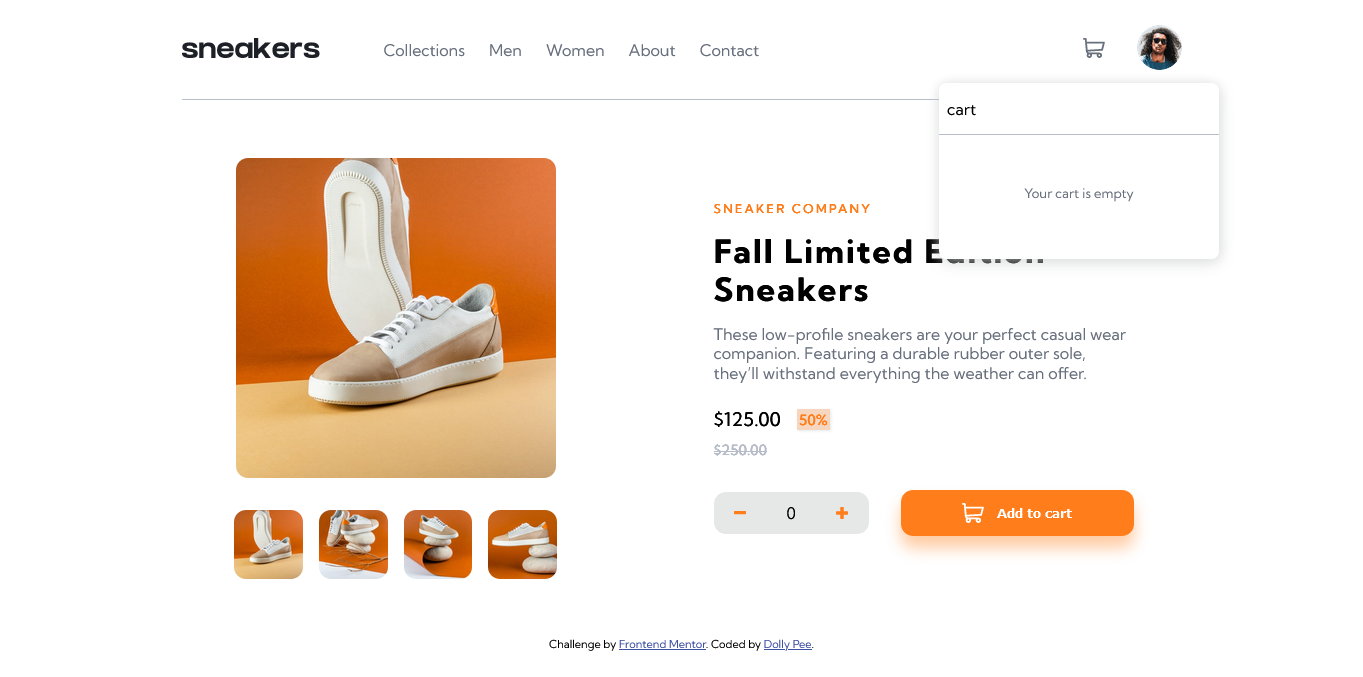 sneakers
Collections Men Women About Contact
cart
Your cart is empty
SNEAKER COMPANY
Fall Limited Edition
Sneakers
These low-profile sneakers are your perfect casual wear
companion. Featuring a durable rubber outer sole,
they’ll withstand everything the weather can offer.
$125.00 50%
$250.00
0
Add to cart
Challenge by Frontend Mentor. Coded by Dolly Pee.